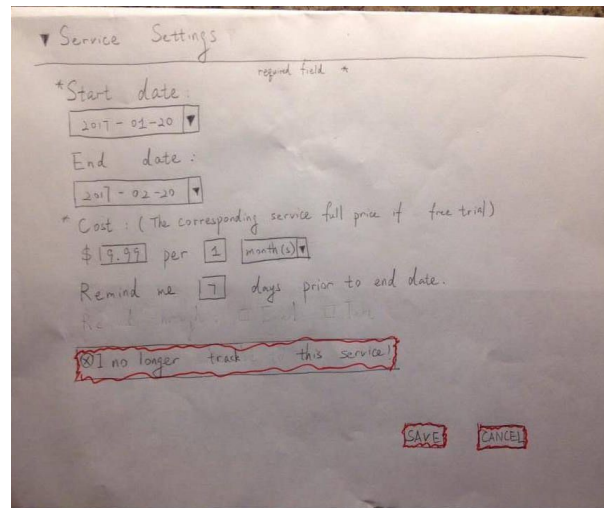 ▼ Service Settings
required field *
*Start date :
2017-01-20 ▼
End date :
2017-02-20 ▼
* Cost : (The corresponding service full price if free trial)
$ 9.99 per 1 month(s) ▼
Remind me 7 days prior to end date.
⊗ I no longer track this service!
SAVE CANCEL